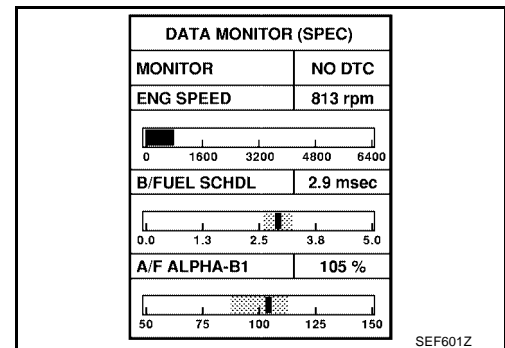 DATA MONITOR (SPEC)
MONITOR NO DTC
ENG SPEED 813 rpm
0 1600 3200 4800 6400
B/FUEL SCHDL 2.9 msec
0.0 1.3 2.5 3.8 5.0
A/F ALPHA-B1 105 %
50 75 100 125 150
SEF601Z